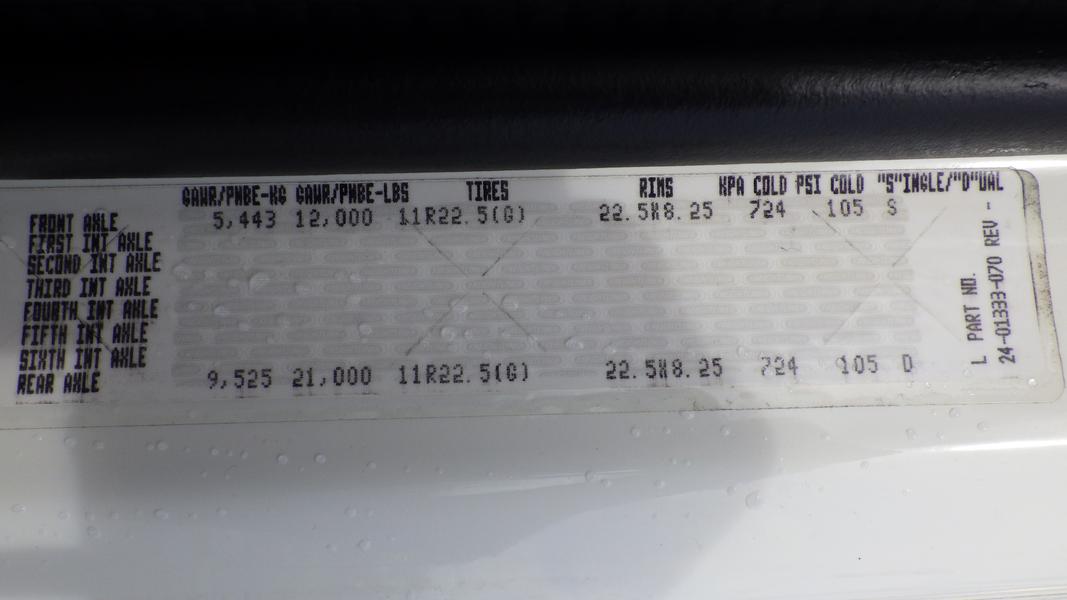 GAWR/PNBE-KG GAWR/PNBE-LBS TIRES RIMS KPA COLD PSI COLD "S"INGLE/"D"UAL
FRONT AXLE 5,443 12,000 11R22.5(G) 22.5X8.25 724 105 S
FIRST INT AXLE
SECOND INT AXLE
THIRD INT AXLE
FOURTH INT AXLE
FIFTH INT AXLE
SIXTH INT AXLE
REAR AXLE 9,525 21,000 11R22.5(G) 22.5X8.25 724 105 D
L PART NO.
24-01333-070 REV -